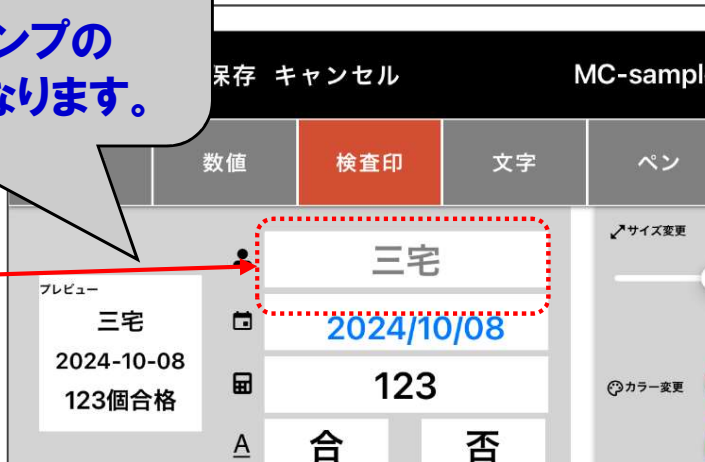 ンプの
なります。
保存 キャンセル
MC-sampl
数値 検査印 文字 ペン
三宅
サイズ変更
プレビュー
三宅
2024-10-08
123個合格
2024/10/08
123
カラー変更
A 合 否